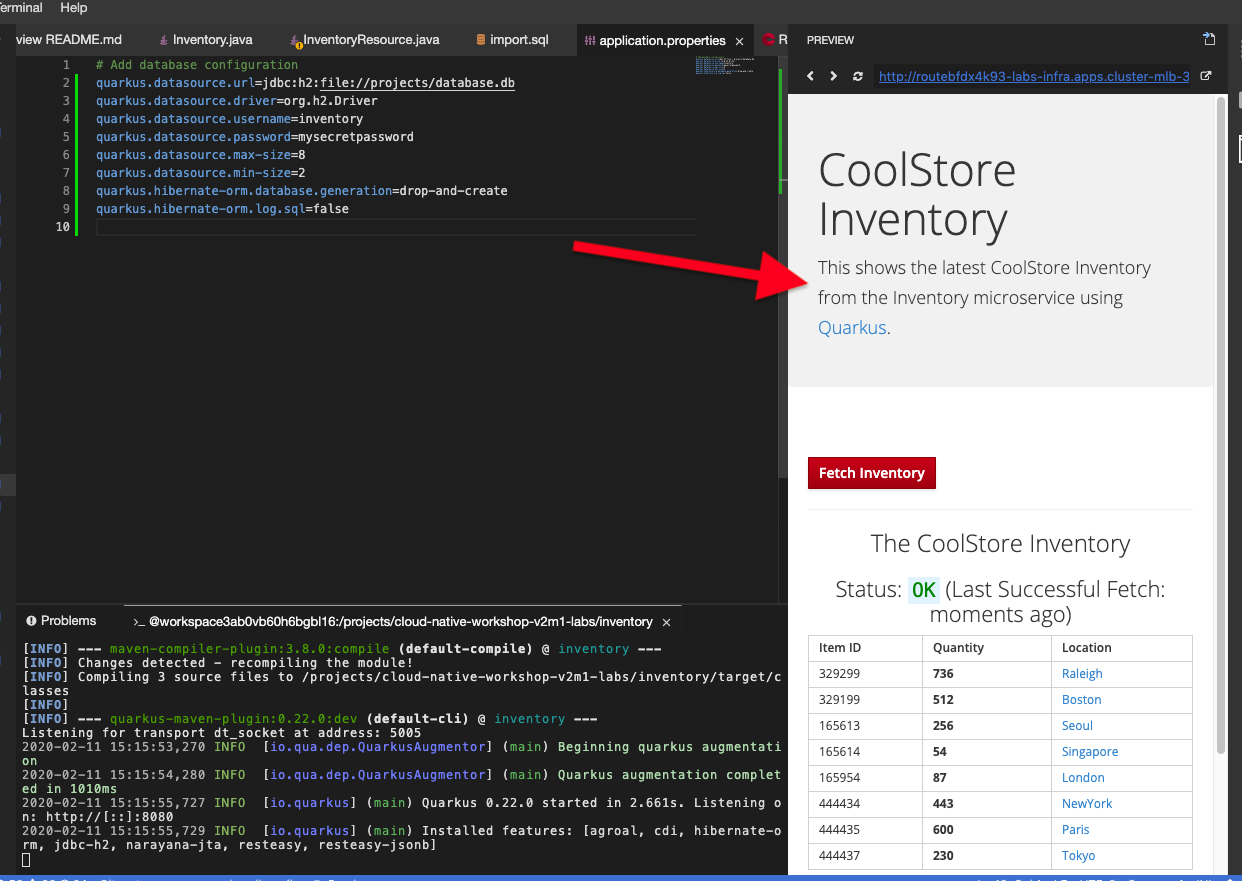 Terminal Help
view README.md Inventory.java InventoryResource.java import.sql application.properties
1 # Add database configuration
2 quarkus.datasource.url=jdbc:h2:file://projects/database.db
3 quarkus.datasource.driver=org.h2.Driver
4 quarkus.datasource.username=inventory
5 quarkus.datasource.password=mysecretpassword
6 quarkus.datasource.max-size=8
7 quarkus.datasource.min-size=2
8 quarkus.hibernate-orm.database.generation=drop-and-create
9 quarkus.hibernate-orm.log.sql=false
10
Problems >_ @workspace3ab0vb60h6bgbl16:/projects/cloud-native-workshop-v2m1-labs/inventory
[INFO] --- maven-compiler-plugin:3.8.0:compile (default-compile) @ inventory ---
[INFO] Changes detected - recompiling the module!
[INFO] Compiling 3 source files to /projects/cloud-native-workshop-v2m1-labs/inventory/target/c
lasses
[INFO]
[INFO] --- quarkus-maven-plugin:0.22.0:dev (default-cli) @ inventory ---
Listening for transport dt_socket at address: 5005
2020-02-11 15:15:53,270 INFO [io.qua.dep.QuarkusAugmentor] (main) Beginning quarkus augmentati
on
2020-02-11 15:15:54,280 INFO [io.qua.dep.QuarkusAugmentor] (main) Quarkus augmentation complet
ed in 1010ms
2020-02-11 15:15:55,727 INFO [io.quarkus] (main) Quarkus 0.22.0 started in 2.661s. Listening o
n: http://[::]:8080
2020-02-11 15:15:55,729 INFO [io.quarkus] (main) Installed features: [agroal, cdi, hibernate-o
rm, jdbc-h2, narayana-jta, resteasy, resteasy-jsonb]
PREVIEW
http://routebfdx4k93-labs-infra.apps.cluster-mlb-3
CoolStore
Inventory
This shows the latest CoolStore Inventory
from the Inventory microservice using
Quarkus.
Fetch Inventory
The CoolStore Inventory
Status: OK (Last Successful Fetch:
moments ago)
Item ID Quantity Location
329299 736 Raleigh
329199 512 Boston
165613 256 Seoul
165614 54 Singapore
165954 87 London
444434 443 NewYork
444435 600 Paris
444437 230 Tokyo